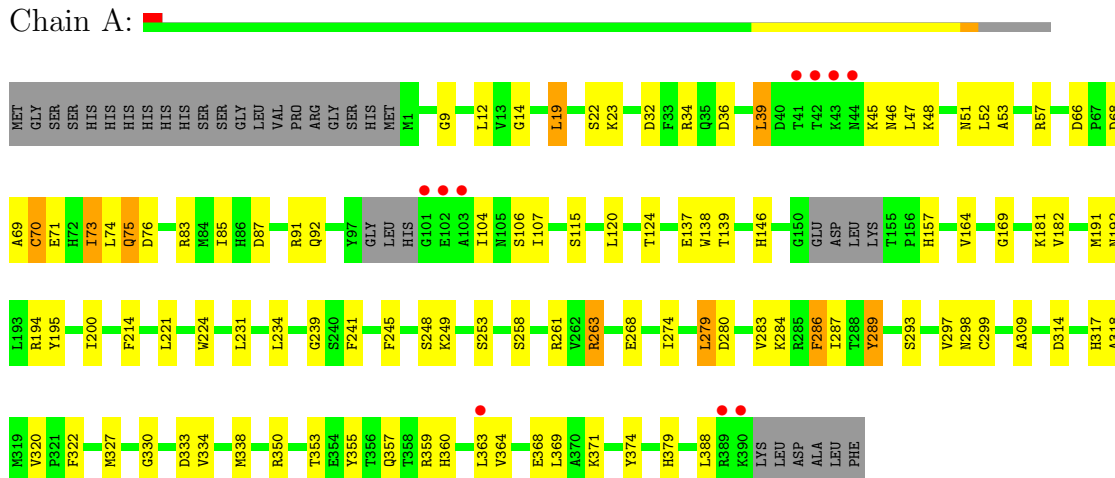 Chain A:
MET GLY SER SER HIS HIS HIS HIS HIS HIS SER SER GLY LEU VAL PRO ARG GLY SER HIS MET M1 G9 L12 V13 G14 L19 S22 K23 D32 F33 R34 Q35 D36 L39 D40 T41 T42 K43 N44 K45 N46 L47 K48 N51 L52 A53 R57 D66 P67 D68
A69 C70 E71 H72 I73 L74 Q75 D76 R83 M84 I85 H86 D87 R91 Q92 Y97 GLY LEU HIS G101 E102 A103 I104 N105 S106 I107 S115 L120 T124 E137 W138 T139 H146 G150 GLU ASP LEU LYS T155 P156 H157 V164 G169 K181 V182 M191 N192
L193 R194 Y195 I200 F214 L221 W224 L231 L234 G239 S240 F241 F245 S248 K249 S253 S258 R261 V262 R263 E268 I274 L279 D280 V283 K284 R285 F286 L287 T288 Y289 S293 V297 N298 C299 A309 D314 H317 A318
M319 V320 P321 F322 M327 G330 D333 V334 M338 R350 T353 E354 Y355 T356 Q357 T358 R359 H360 L363 V364 E368 L369 A370 K371 Y374 H379 L388 R389 K390 LYS LEU ASP ALA LEU PHE